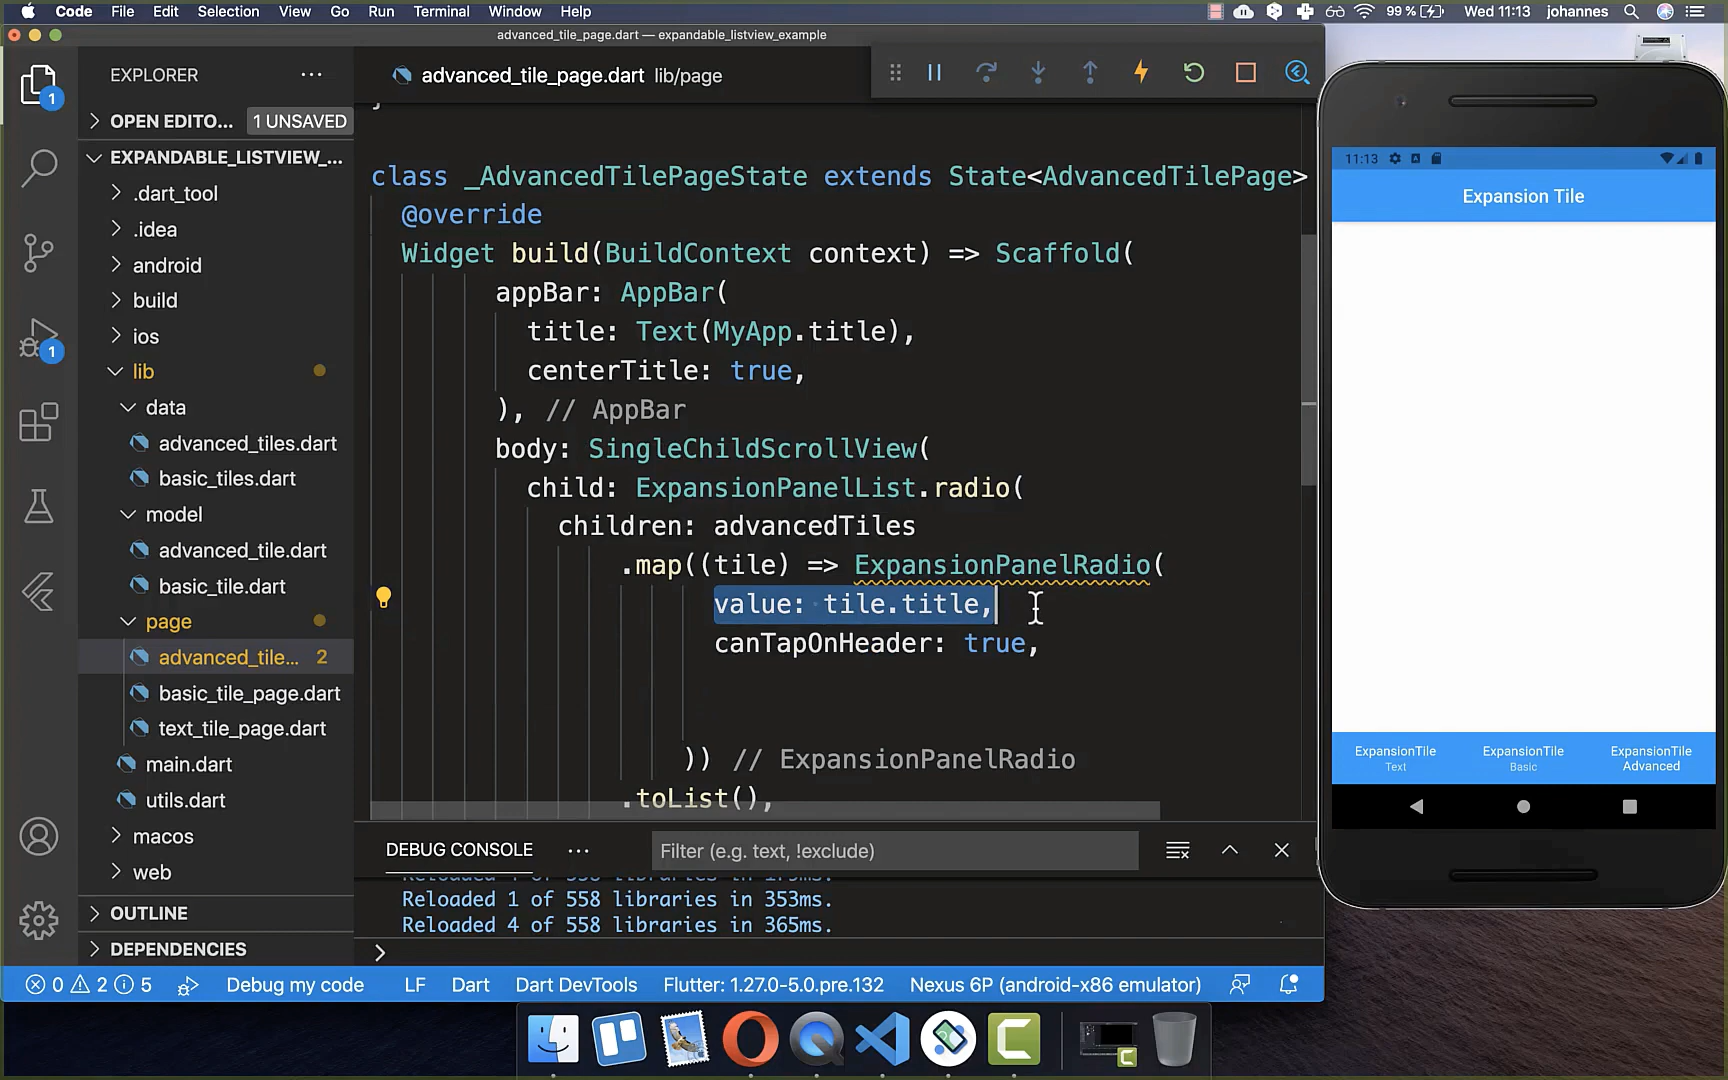 Code File Edit Selection View Go Run Terminal Window Help 99 % Wed 11:13 johannes
advanced_tile_page.dart — expandable_listview_example
EXPLORER
advanced_tile_page.dart lib/page
OPEN EDITO... 1 UNSAVED
EXPANDABLE_LISTVIEW_...
.dart_tool
.idea
android
build
ios
lib
data
advanced_tiles.dart
basic_tiles.dart
model
advanced_tile.dart
basic_tile.dart
page
advanced_tile... 2
basic_tile_page.dart
text_tile_page.dart
main.dart
utils.dart
macos
web
OUTLINE
DEPENDENCIES
1
1
}
class _AdvancedTilePageState extends State<AdvancedTilePage>
@override
Widget build(BuildContext context) => Scaffold(
appBar: AppBar(
title: Text(MyApp.title),
centerTitle: true,
), // AppBar
body: SingleChildScrollView(
child: ExpansionPanelList.radio(
children: advancedTiles
.map((tile) => ExpansionPanelRadio(
value: tile.title,
canTapOnHeader: true,
)) // ExpansionPanelRadio
.toList(),
DEBUG CONSOLE
Filter (e.g. text, !exclude)
Reloaded 1 of 558 libraries in 353ms.
Reloaded 4 of 558 libraries in 365ms.
0 2 5 Debug my code LF Dart Dart DevTools Flutter: 1.27.0-5.0.pre.132 Nexus 6P (android-x86 emulator)
11:13
Expansion Tile
ExpansionTile
Text
ExpansionTile
Basic
ExpansionTile
Advanced